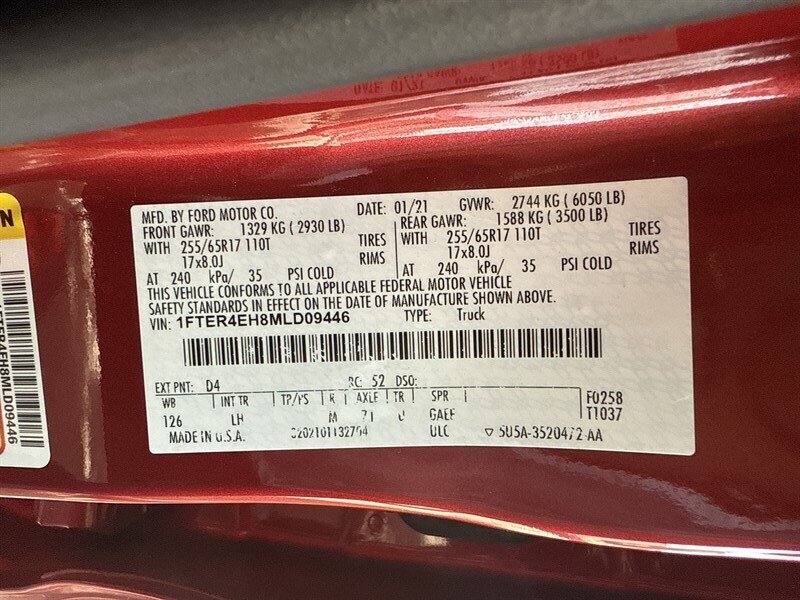 MFD. BY FORD MOTOR CO. DATE: 01/21 GVWR: 2744 KG ( 6050 LB)
FRONT GAWR: 1329 KG ( 2930 LB) REAR GAWR: 1588 KG ( 3500 LB)
WITH 255/65R17 110T TIRES WITH 255/65R17 110T TIRES
17x8.0J RIMS 17x8.0J RIMS
AT 240 kPa/ 35 PSI COLD AT 240 kPa/ 35 PSI COLD
THIS VEHICLE CONFORMS TO ALL APPLICABLE FEDERAL MOTOR VEHICLE
SAFETY STANDARDS IN EFFECT ON THE DATE OF MANUFACTURE SHOWN ABOVE.
VIN: 1FTER4EH8MLD09446 TYPE: Truck
EXT PNT: D4 RC: 52 DSO:
WB INT TR TP/PS R AXLE TR SPR F0258
126 LH M T1037
MADE IN U.S.A. ULC 5U5A-3520472-AA
1FTER4EH8MLD09446
DATE: 01/21